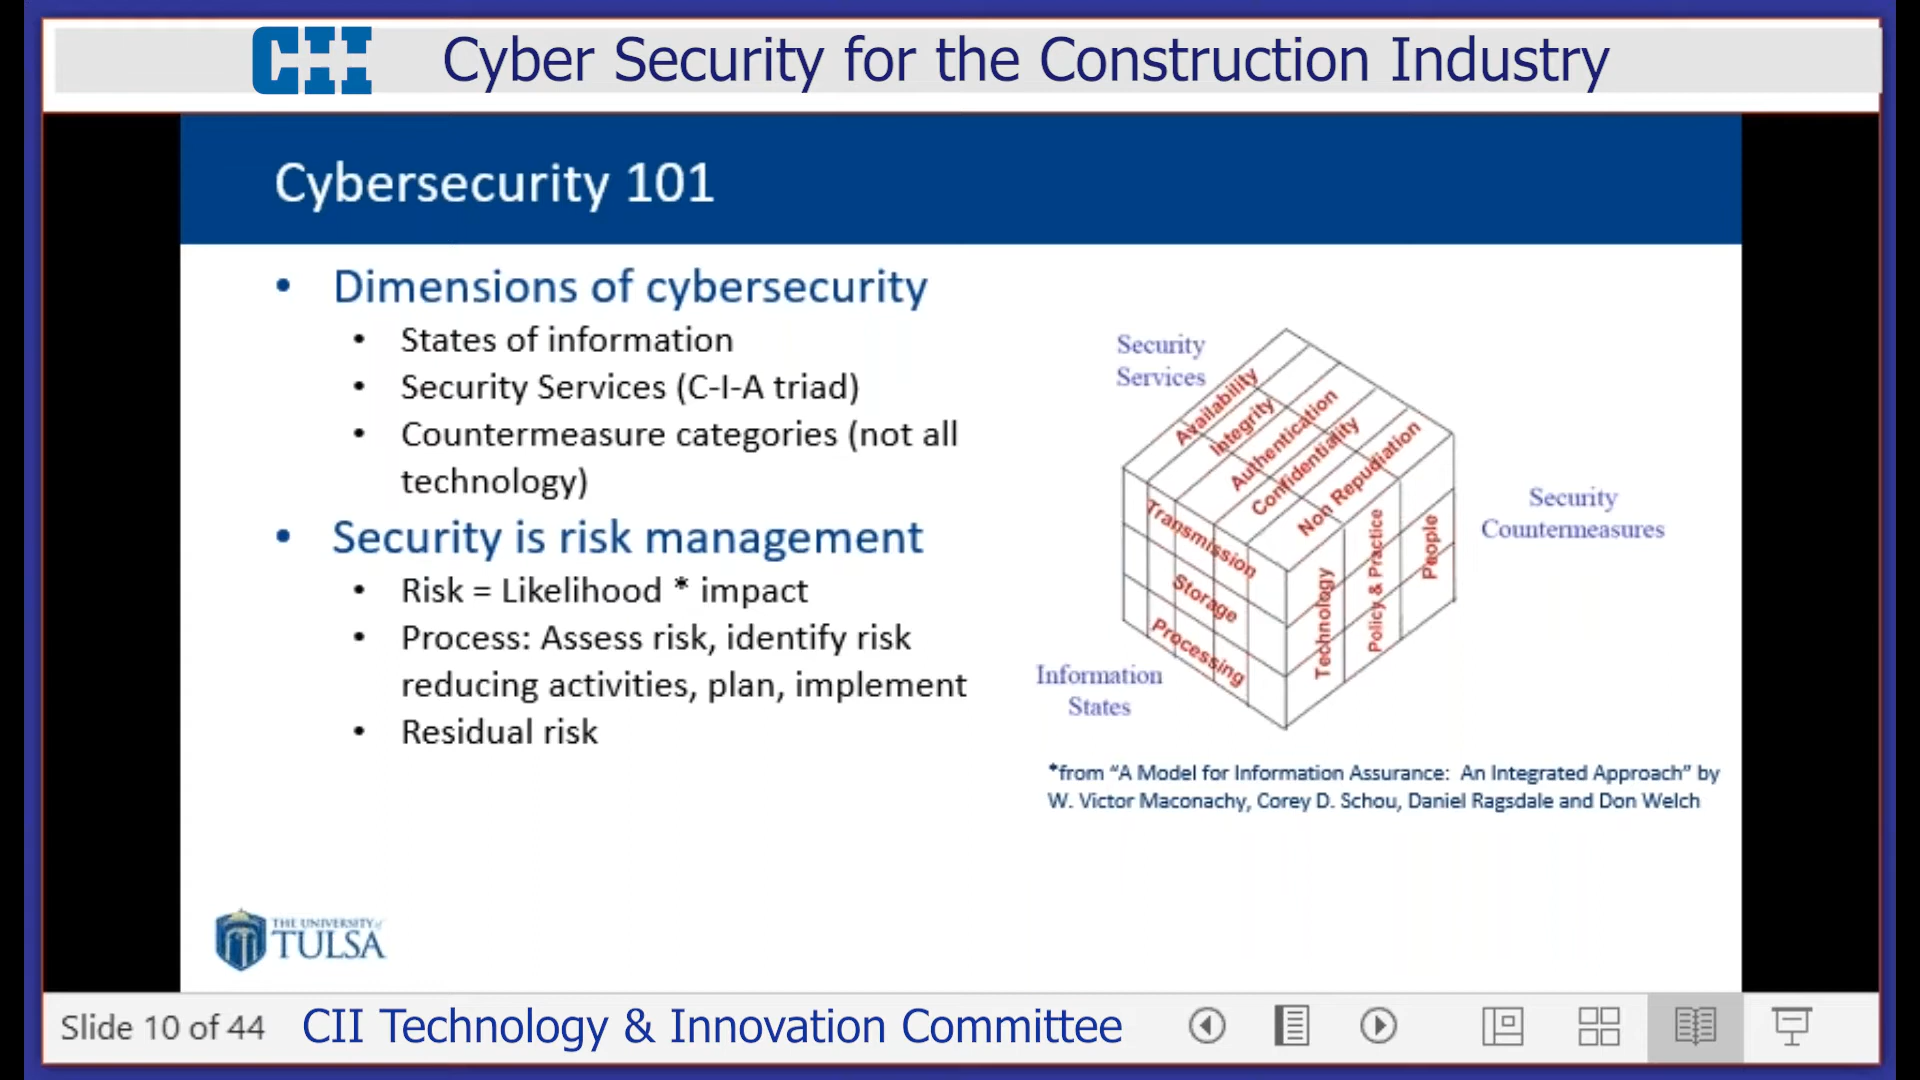 CII Cyber Security for the Construction Industry
Cybersecurity 101
• Dimensions of cybersecurity
• States of information
• Security Services (C-I-A triad)
• Countermeasure categories (not all
technology)
• Security is risk management
• Risk = Likelihood * impact
• Process: Assess risk, identify risk
reducing activities, plan, implement
• Residual risk
Security
Services
Availability
Integrity
Authentication
Confidentiality
Non Repudiation
Transmission
Storage
Processing
Technology
Policy & Practice
People
Security
Countermeasures
Information
States
*from “A Model for Information Assurance: An Integrated Approach” by
W. Victor Maconachy, Corey D. Schou, Daniel Ragsdale and Don Welch
THE UNIVERSITY of
TULSA
Slide 10 of 44 CII Technology & Innovation Committee